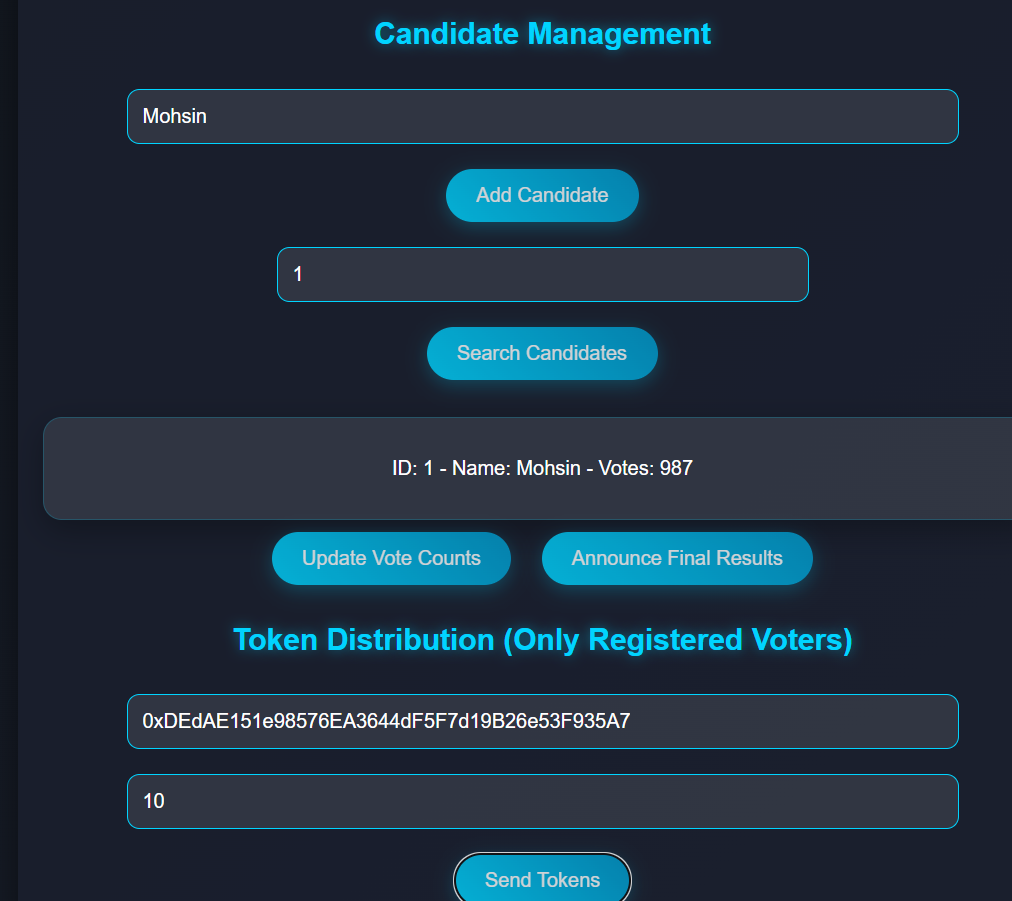 Candidate Management
Mohsin
Add Candidate
1
Search Candidates
ID: 1 - Name: Mohsin - Votes: 987
Update Vote Counts Announce Final Results
Token Distribution (Only Registered Voters)
0xDEdAE151e98576EA3644dF5F7d19B26e53F935A7
10
Send Tokens